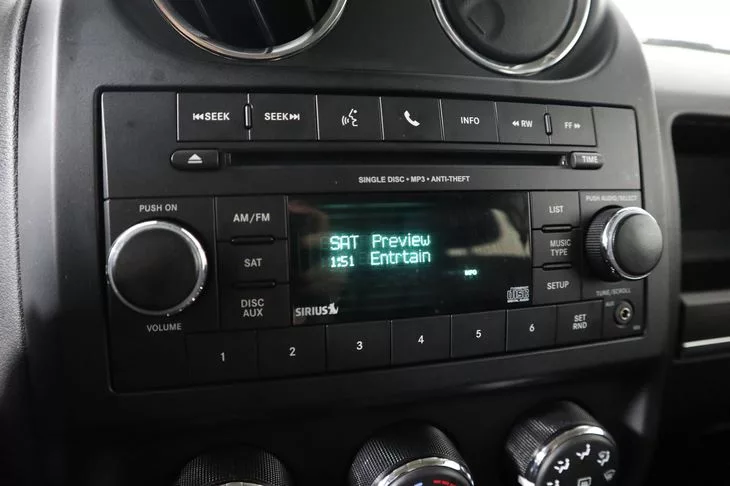 SEEK SEEK INFO RW FF
TIME
SINGLE DISC • MP3 • ANTI-THEFT
PUSH ON
VOLUME
AM/FM
SAT
DISC
AUX
SAT Preview
1:51 Entrtain
INFO
SIRIUS
LIST
MUSIC
TYPE
SETUP
PUSH AUDIO/SELECT
TUNE/SCROLL
AUX
1 2 3 4 5 6
SET
RND